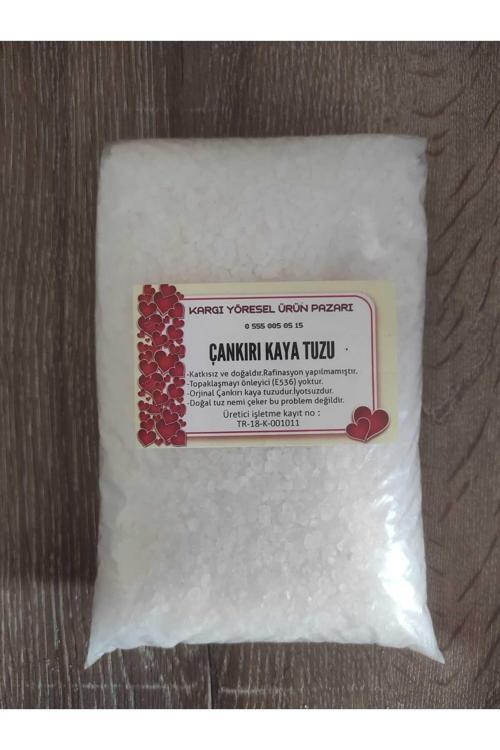 KARGI YÖRESEL ÜRÜN PAZARI
0 555 005 05 15
ÇANKIRI KAYA TUZU
-Katkısız ve doğaldır.Rafinasyon yapılmamıştır.
-Topaklaşmayı önleyici (E536) yoktur.
-Orjinal Çankırı kaya tuzudur.İyotsuzdur.
-Doğal tuz nemi çeker bu problem değildir.
Üretici işletme kayıt no :
TR-18-K-001011